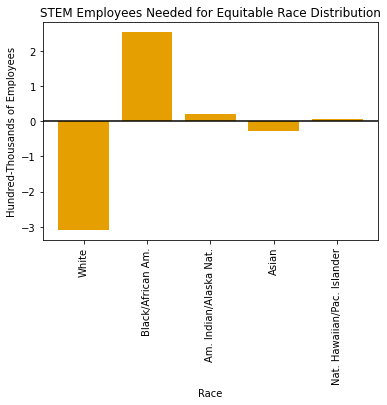 STEM Employees Needed for Equitable Race Distribution
Hundred-Thousands of Employees
2
1
0
−1
−2
−3
White
Black/African Am.
Am. Indian/Alaska Nat.
Asian
Nat. Hawaiian/Pac. Islander
Race